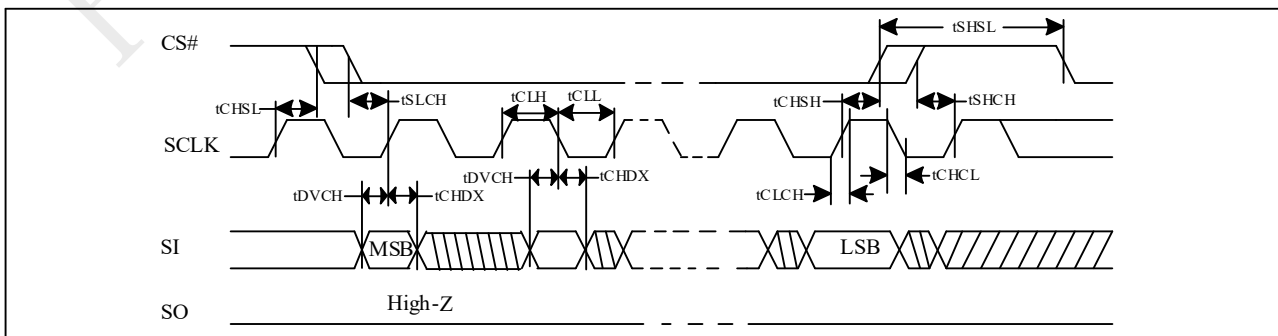 CS#
tSHSL
tCHSL
tSLCH
tCLH
tCLL
tCHSH
tSHCH
SCLK
tDVCH
tCHDX
tDVCH
tCHDX
tCLCH
tCHCL
SI
MSB
LSB
SO
High-Z